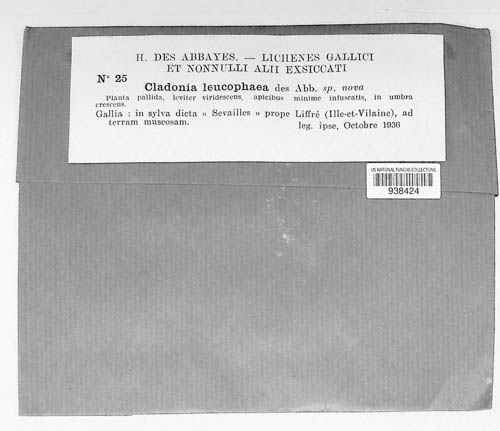 H. DES ABBAYES. — LICHENES GALLICI
ET NONNULLI ALII EXSICCATI
N° 25
Cladonia leucophaea des Abb. sp. nova
Planta pallida, leviter viridescens, apicibus minime infuscatis, in umbra
crescens.
Gallia : in sylva dicta « Sevailles » prope Liffré (Ille-et-Vilaine), ad
terram muscosam.
leg. ipse, Octobre 1936
US NATIONAL FUNGUS COLLECTIONS
938424